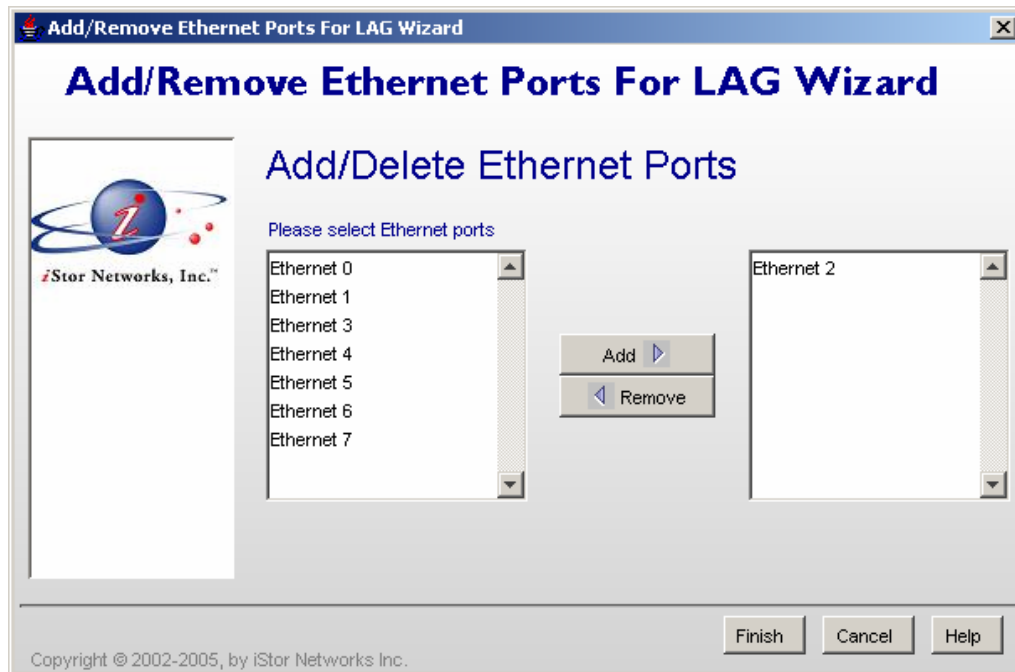 Add/Remove Ethernet Ports For LAG Wizard
Add/Remove Ethernet Ports For LAG Wizard
Add/Delete Ethernet Ports
i
iStor Networks, Inc.™
Please select Ethernet ports
Ethernet 0
Ethernet 1
Ethernet 3
Ethernet 4
Ethernet 5
Ethernet 6
Ethernet 7
Add
Remove
Ethernet 2
Finish
Cancel
Help
Copyright © 2002-2005, by iStor Networks Inc.